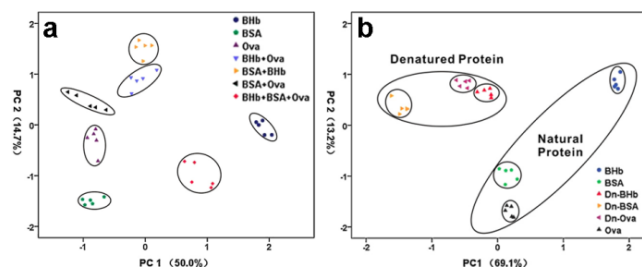 a
PC 2 (14.7%)
2
1
0
-1
-2
-1
0
1
2
PC 1 (50.0%)
BHb
BSA
Ova
BHb+Ova
BSA+BHb
BSA+Ova
BHb+BSA+Ova
b
PC 2 (13.2%)
2
1
0
-1
-2
-2
-1
0
1
2
PC1 (69.1%)
Denatured Protein
Natural
Protein
BHb
BSA
Dn-BHb
Dn-BSA
Dn-Ova
Ova